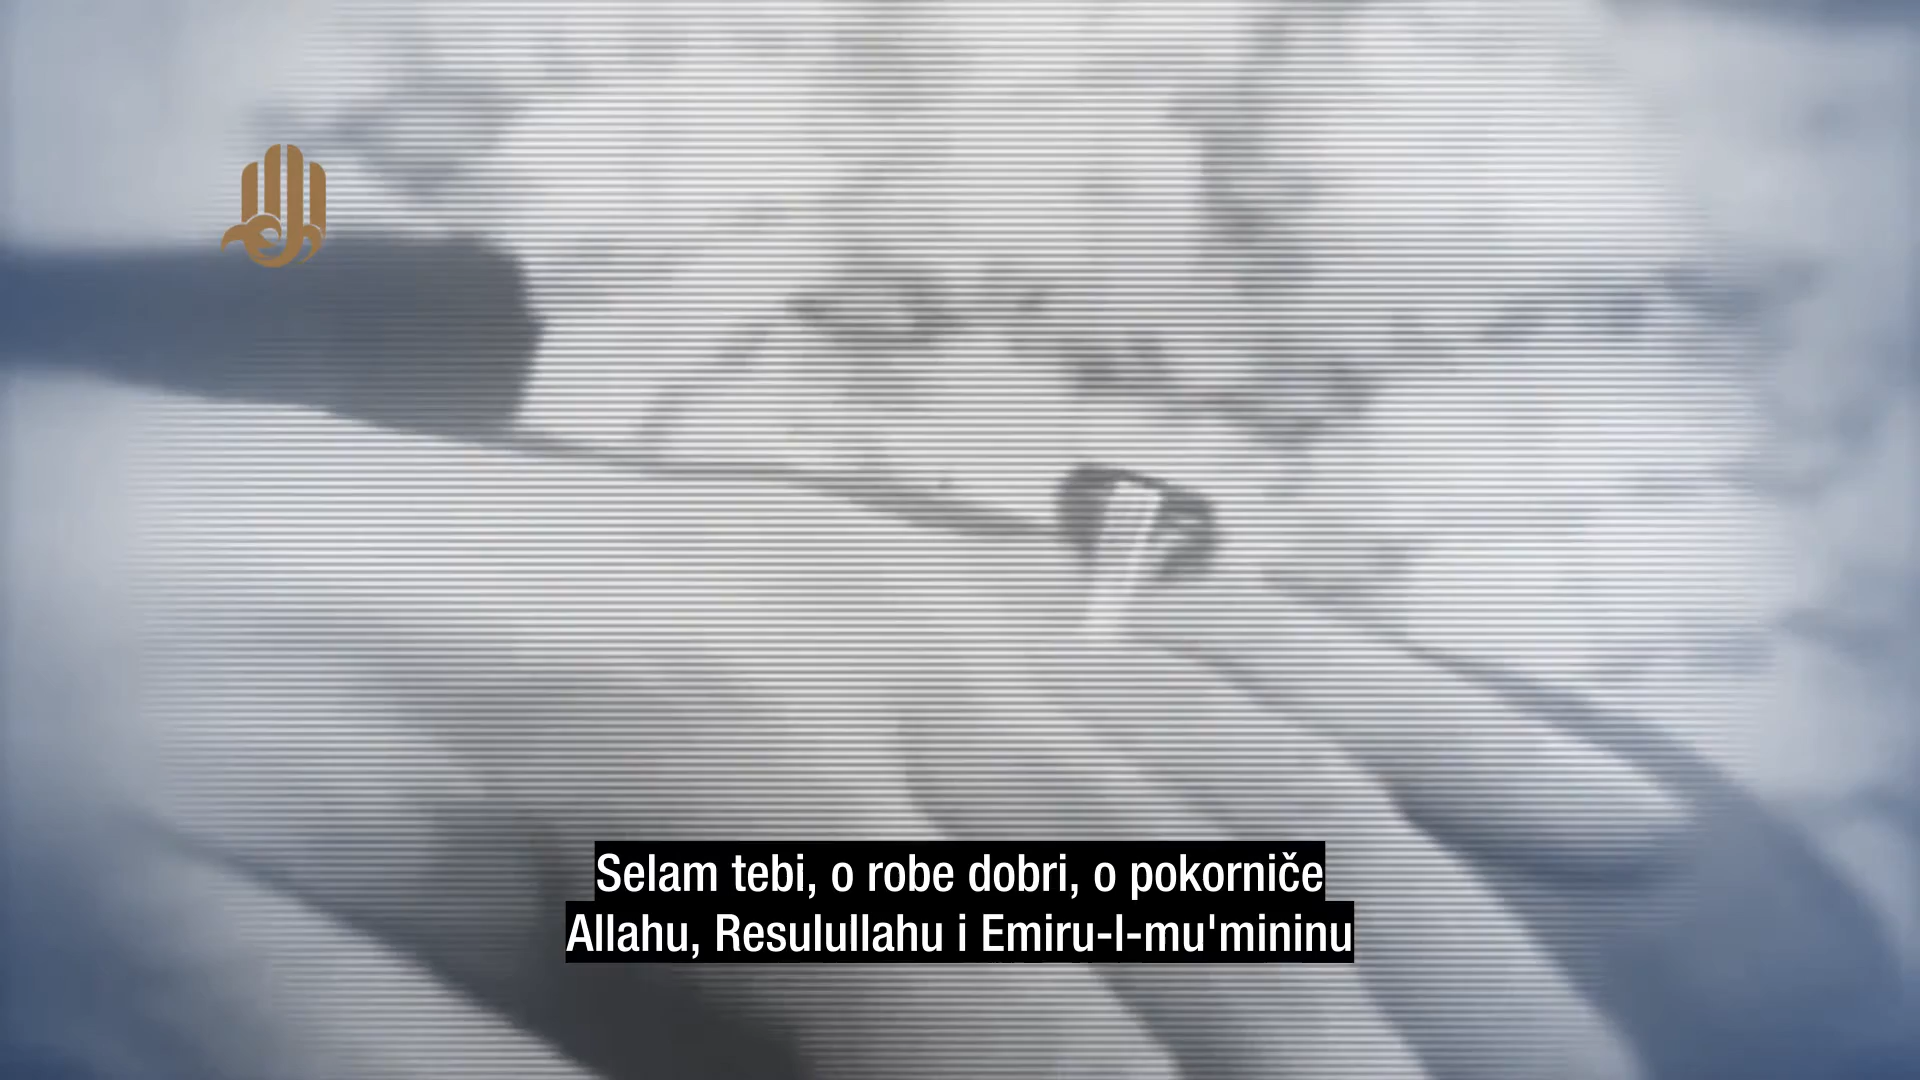 Selam tebi, o robe dobri, o pokorniče
Allahu, Resulullahu i Emiru-l-mu'mininu